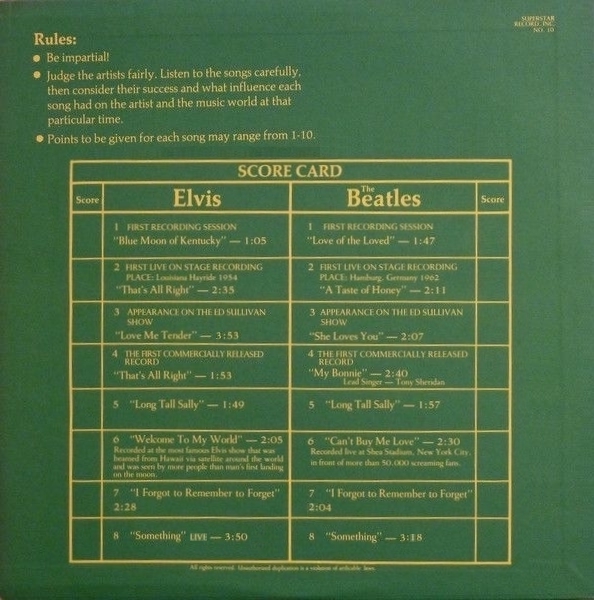 SUPERSTAR
RECORD, INC.
NO. 10
Rules:
● Be impartial!
● Judge the artists fairly. Listen to the songs carefully,
then consider their success and what influence each
song had on the artist and the music world at that
particular time.
● Points to be given for each song may range from 1-10.
SCORE CARD
Score
Elvis
The
Beatles
Score
1 FIRST RECORDING SESSION
"Blue Moon of Kentucky" — 1:05
1 FIRST RECORDING SESSION
"Love of the Loved" — 1:47
2 FIRST LIVE ON STAGE RECORDING
PLACE: Louisiana Hayride 1954
"That's All Right" — 2:35
2 FIRST LIVE ON STAGE RECORDING
PLACE: Hamburg, Germany 1962
"A Taste of Honey" — 2:11
3 APPEARANCE ON THE ED SULLIVAN
SHOW
"Love Me Tender" — 3:53
3 APPEARANCE ON THE ED SULLIVAN
SHOW
"She Loves You" — 2:07
4 THE FIRST COMMERCIALLY RELEASED
RECORD
"That's All Right" — 1:53
4 THE FIRST COMMERCIALLY RELEASED
RECORD
"My Bonnie" — 2:40
Lead Singer — Tony Sheridan
5 "Long Tall Sally" — 1:49
5 "Long Tall Sally" — 1:57
6 "Welcome To My World" — 2:05
Recorded at the most famous Elvis show that was
beamed from Hawaii via satellite around the world
and was seen by more people than man's first landing
on the moon.
6 "Can't Buy Me Love" — 2:30
Recorded live at Shea Stadium, New York City,
in front of more than 50,000 screaming fans.
7 "I Forgot to Remember to Forget"
2:28
7 "I Forgot to Remember to Forget"
2:04
8 "Something" LIVE — 3:50
8 "Something" — 3:18
All rights reserved. Unauthorized duplication is a violation of applicable laws.